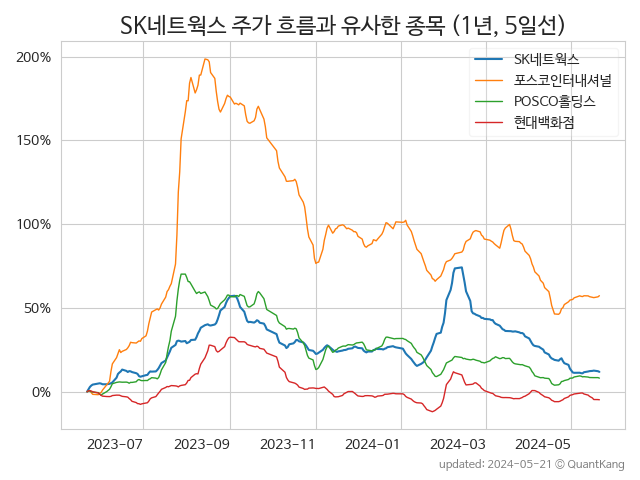 SK네트웍스 주가 흐름과 유사한 종목 (1년, 5일선)
SK네트웍스
포스코인터내셔널
POSCO홀딩스
현대백화점
200%
150%
100%
50%
0%
2023-07
2023-09
2023-11
2024-01
2024-03
2024-05
updated: 2024-05-21 © QuantKang